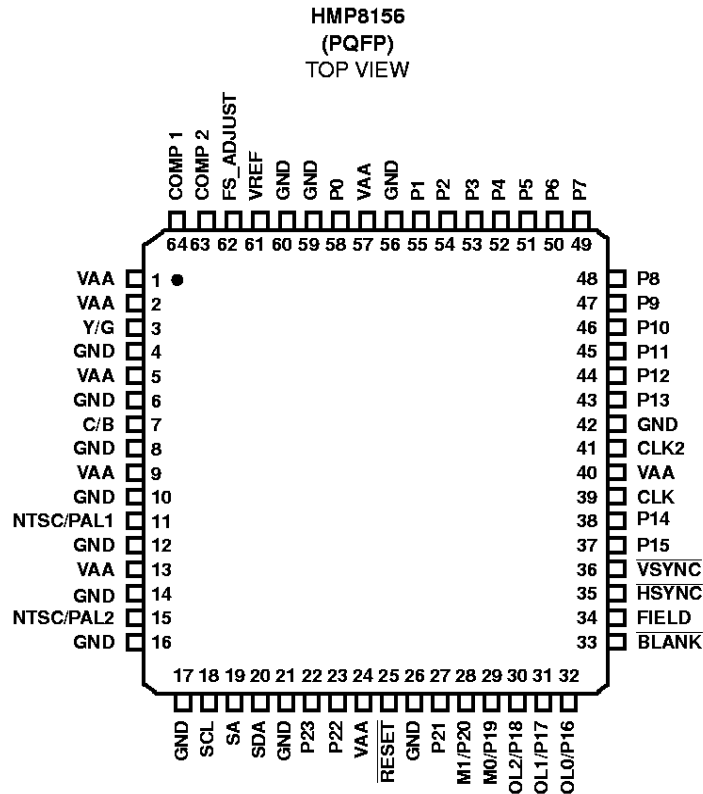 HMP8156
(PQFP)
TOP VIEW
COMP 1
COMP 2
FS_ADJUST
VREF
GND
GND
P0
VAA
GND
P1
P2
P3
P4
P5
P6
P7
64 63 62 61 60 59 58 57 56 55 54 53 52 51 50 49
VAA 1 48 P8
VAA 2 47 P9
Y/G 3 46 P10
GND 4 45 P11
VAA 5 44 P12
GND 6 43 P13
C/B 7 42 GND
GND 8 41 CLK2
VAA 9 40 VAA
GND 10 39 CLK
NTSC/PAL1 11 38 P14
GND 12 37 P15
VAA 13 36 VSYNC
GND 14 35 HSYNC
NTSC/PAL2 15 34 FIELD
GND 16 33 BLANK
17 18 19 20 21 22 23 24 25 26 27 28 29 30 31 32
GND
SCL
SA
SDA
GND
P23
P22
VAA
RESET
GND
P21
M1/P20
M0/P19
OL2/P18
OL1/P17
OL0/P16